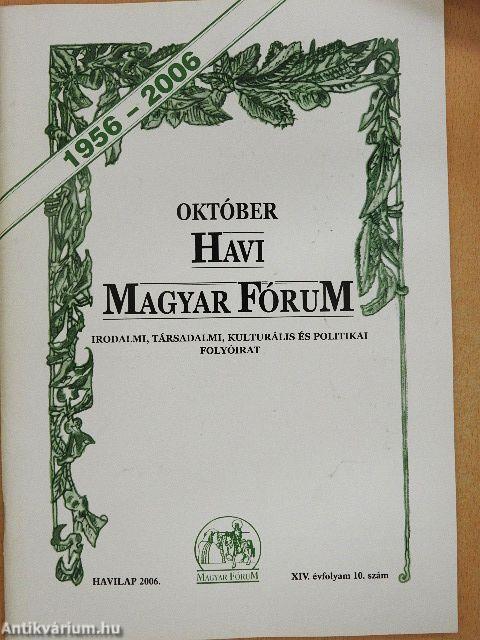 1956 - 2006
OKTÓBER
HAVI
MAGYAR FÓRUM
IRODALMI, TÁRSADALMI, KULTURÁLIS ÉS POLITIKAI
FOLYÓIRAT
MAGYAR FÓRUM
HAVILAP 2006.
XIV. évfolyam 10. szám
Antikvárium.hu